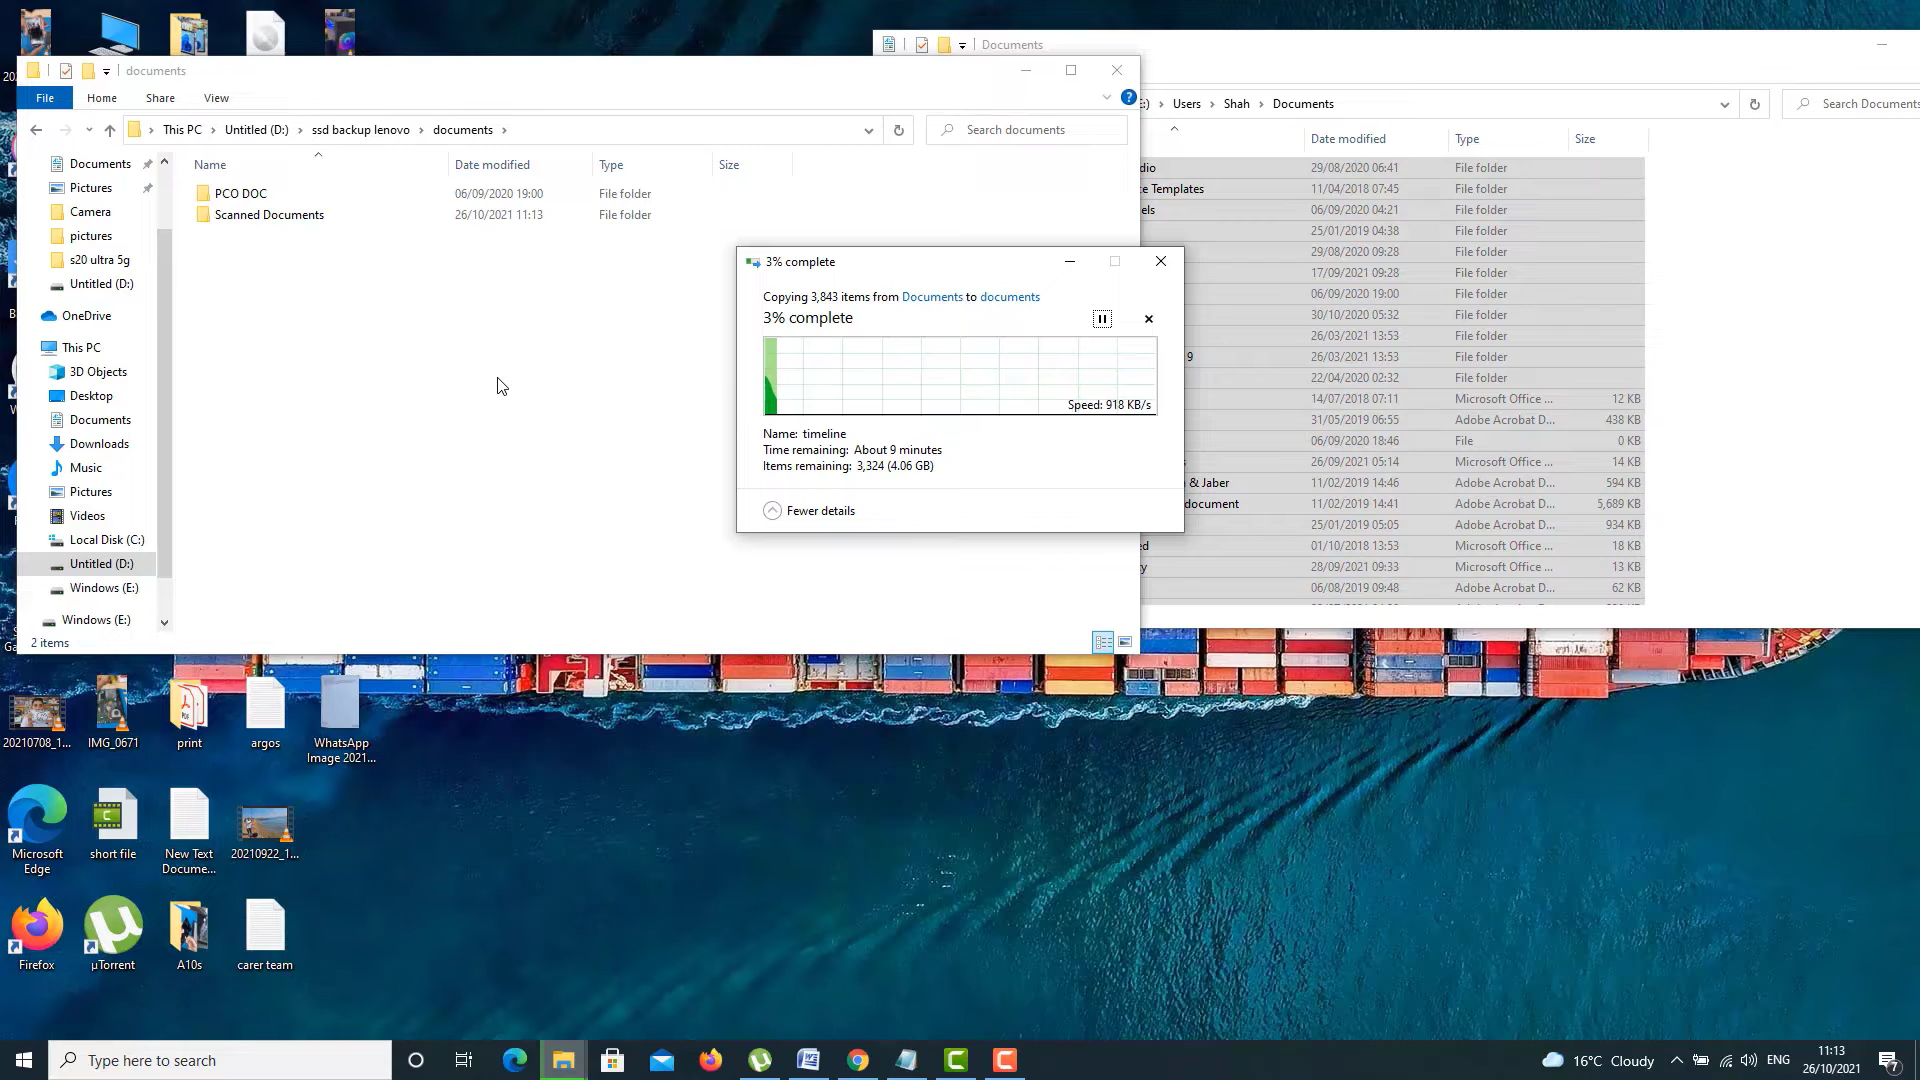 Documents
documents
File
Home
Share
View
This PC
Untitled (D:)
ssd backup lenovo
documents
Search documents
Users
Shah
Documents
Search Documents
Documents
Pictures
Camera
pictures
s20 ultra 5g
Untitled (D:)
OneDrive
This PC
3D Objects
Desktop
Documents
Downloads
Music
Pictures
Videos
Local Disk (C:)
Untitled (D:)
Windows (E:)
Windows (E:)
Name Date modified Type Size
PCO DOC 06/09/2020 19:00 File folder
Scanned Documents 26/10/2021 11:13 File folder
2 items
3% complete
Copying 3,843 items from Documents to documents
3% complete
Speed: 918 KB/s
Name: timeline
Time remaining: About 9 minutes
Items remaining: 3,324 (4.06 GB)
Fewer details
Date modified Type Size
dio 29/08/2020 06:41 File folder
e Templates 11/04/2018 07:45 File folder
els 06/09/2020 04:21 File folder
25/01/2019 04:38 File folder
29/08/2020 09:28 File folder
17/09/2021 09:28 File folder
06/09/2020 19:00 File folder
30/10/2020 05:32 File folder
26/03/2021 13:53 File folder
9 26/03/2021 13:53 File folder
22/04/2020 02:32 File folder
14/07/2018 07:11 Microsoft Office ... 12 KB
31/05/2019 06:55 Adobe Acrobat D... 438 KB
06/09/2020 18:46 File 0 KB
s 26/09/2021 05:14 Microsoft Office ... 14 KB
& Jaber 11/02/2019 14:46 Adobe Acrobat D... 594 KB
document 11/02/2019 14:41 Adobe Acrobat D... 5,689 KB
25/01/2019 05:05 Adobe Acrobat D... 934 KB
ed 01/10/2018 13:53 Microsoft Office ... 18 KB
ry 28/09/2021 09:33 Microsoft Office ... 13 KB
06/08/2019 09:48 Adobe Acrobat D... 62 KB
20210708_1...
IMG_0671
print
argos
WhatsApp
Image 2021...
Microsoft
Edge
short file
New Text
Docume...
20210922_1...
Firefox
µTorrent
A10s
carer team
Type here to search
16°C Cloudy
ENG
11:13
26/10/2021
7